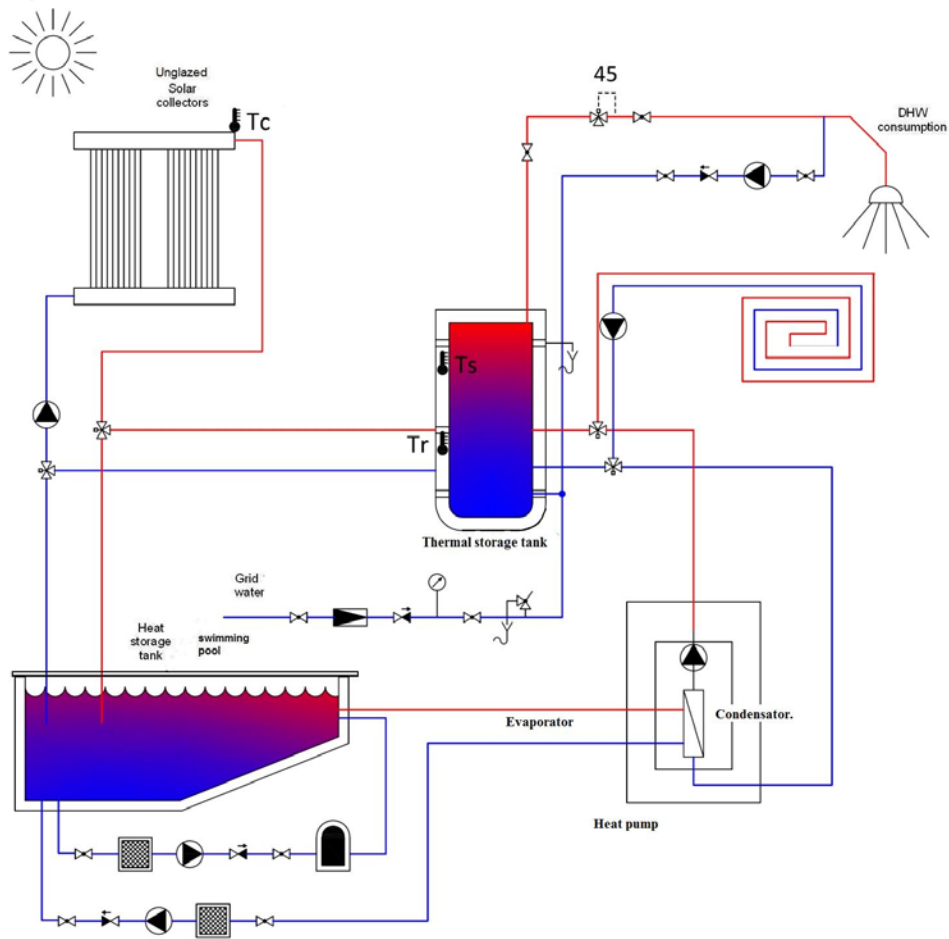 Unglazed
Solar
collectors
Tc
45
DHW
consumption
Ts
Tr
Thermal storage tank
Grid
water
Heat
storage
tank
swimming
pool
Evaporator
Condensator.
Heat pump